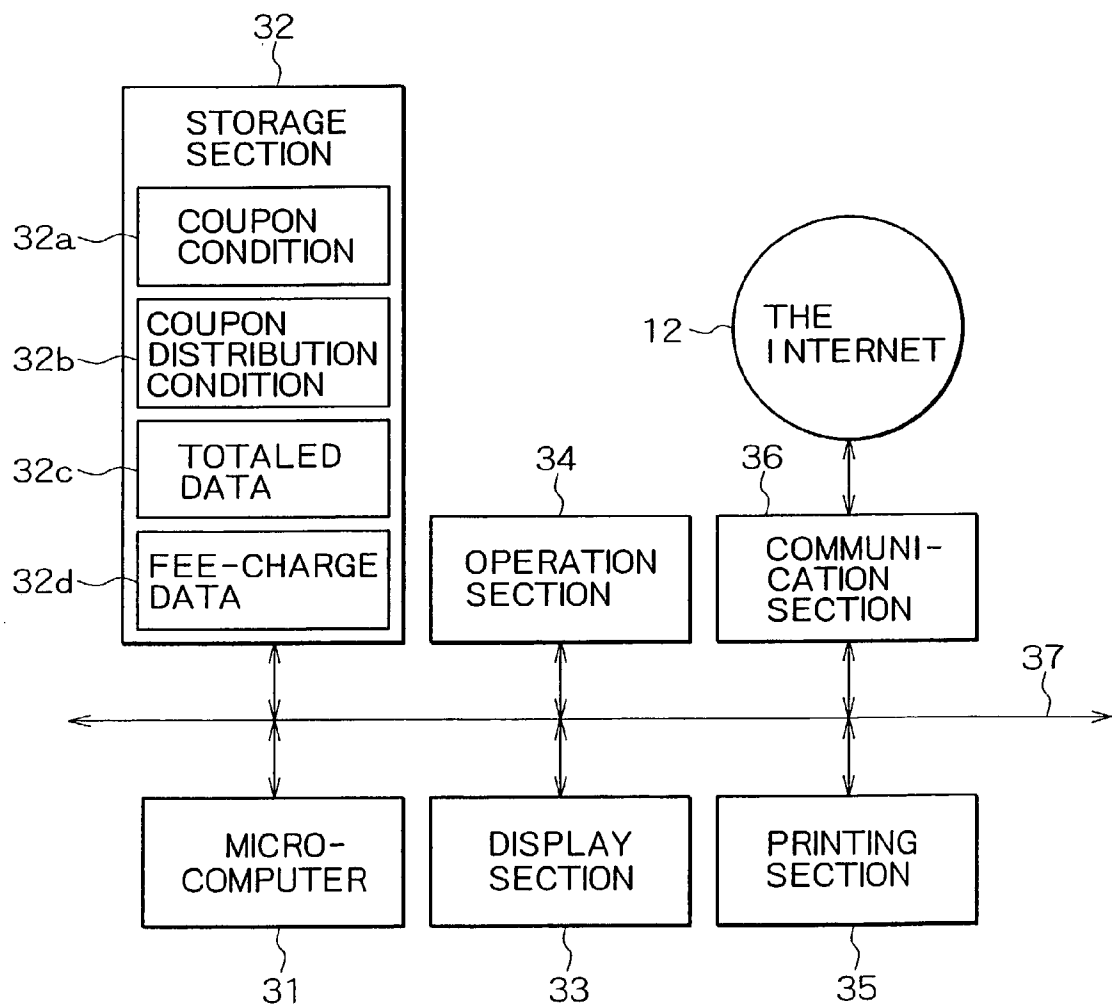 32
STORAGE
SECTION
32a
COUPON
CONDITION
32b
COUPON
DISTRIBUTION
CONDITION
32c
TOTALED
DATA
32d
FEE-CHARGE
DATA
12
THE
INTERNET
34
OPERATION
SECTION
36
COMMUNI-
CATION
SECTION
37
MICRO-
COMPUTER
31
DISPLAY
SECTION
33
PRINTING
SECTION
35